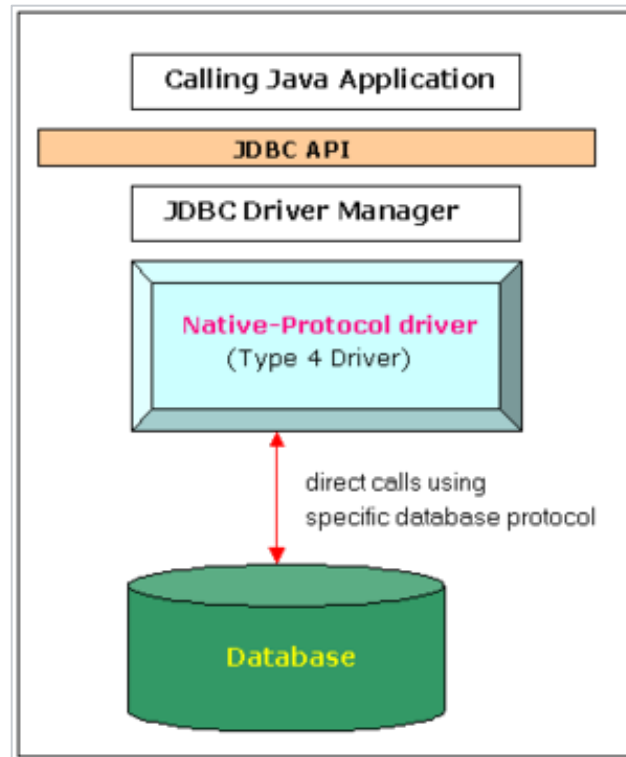 Calling Java Application
JDBC API
JDBC Driver Manager
Native-Protocol driver
(Type 4 Driver)
direct calls using
specific database protocol
Database